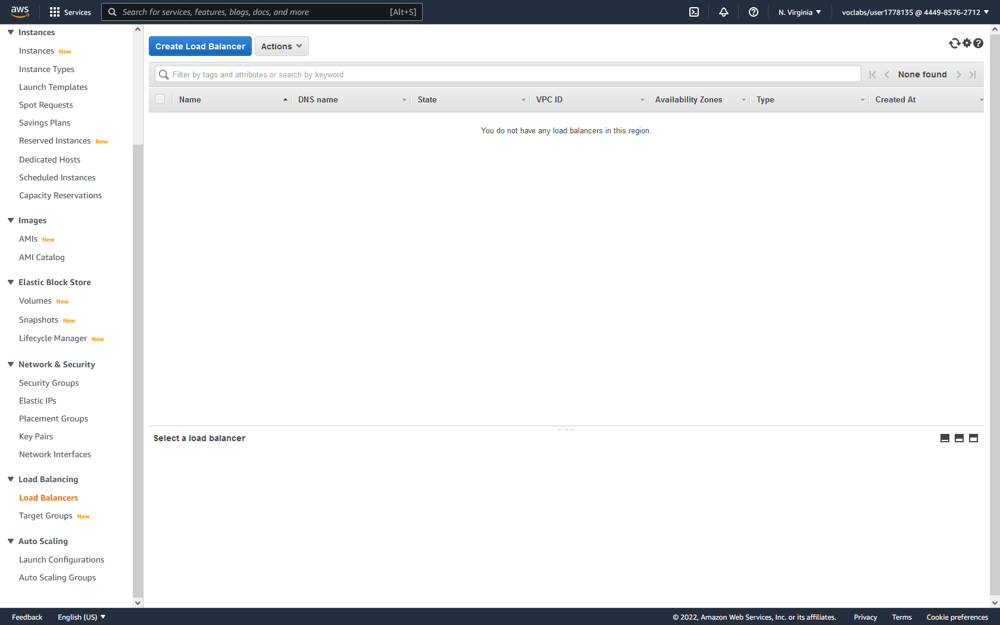 aws
Services
Search for services, features, blogs, docs, and more
[Alt+S]
N. Virginia
voclabs/user1778135 @ 4449-8576-2712
Instances
Instances New
Instance Types
Launch Templates
Spot Requests
Savings Plans
Reserved Instances New
Dedicated Hosts
Scheduled Instances
Capacity Reservations
Images
AMIs New
AMI Catalog
Elastic Block Store
Volumes New
Snapshots New
Lifecycle Manager New
Network & Security
Security Groups
Elastic IPs
Placement Groups
Key Pairs
Network Interfaces
Load Balancing
Load Balancers
Target Groups New
Auto Scaling
Launch Configurations
Auto Scaling Groups
Create Load Balancer
Actions
Filter by tags and attributes or search by keyword
None found
Name DNS name State VPC ID Availability Zones Type Created At
You do not have any load balancers in this region.
Select a load balancer
Feedback
English (US)
© 2022, Amazon Web Services, Inc. or its affiliates.
Privacy
Terms
Cookie preferences